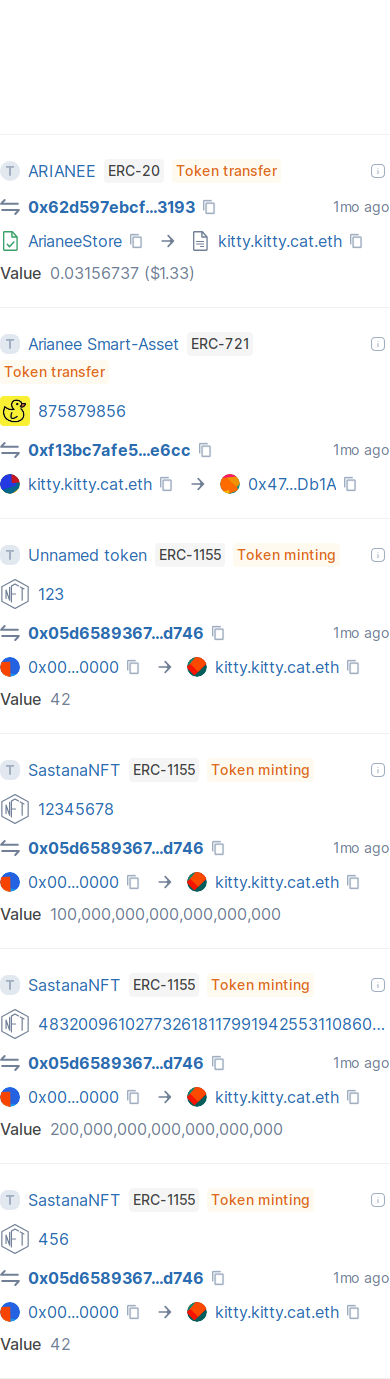 T ARIANEE ERC-20 Token transfer
0x62d597ebcf...3193 1mo ago
ArianeeStore → kitty.kitty.cat.eth
Value 0.03156737 ($1.33)
T Arianee Smart-Asset ERC-721
Token transfer
875879856
0xf13bc7afe5...e6cc 1mo ago
kitty.kitty.cat.eth → 0x47...Db1A
T Unnamed token ERC-1155 Token minting
NFT 123
0x05d6589367...d746 1mo ago
0x00...0000 → kitty.kitty.cat.eth
Value 42
T SastanaNFT ERC-1155 Token minting
NFT 12345678
0x05d6589367...d746 1mo ago
0x00...0000 → kitty.kitty.cat.eth
Value 100,000,000,000,000,000,000
T SastanaNFT ERC-1155 Token minting
NFT 483200961027732618117991942553110860...
0x05d6589367...d746 1mo ago
0x00...0000 → kitty.kitty.cat.eth
Value 200,000,000,000,000,000,000
T SastanaNFT ERC-1155 Token minting
NFT 456
0x05d6589367...d746 1mo ago
0x00...0000 → kitty.kitty.cat.eth
Value 42